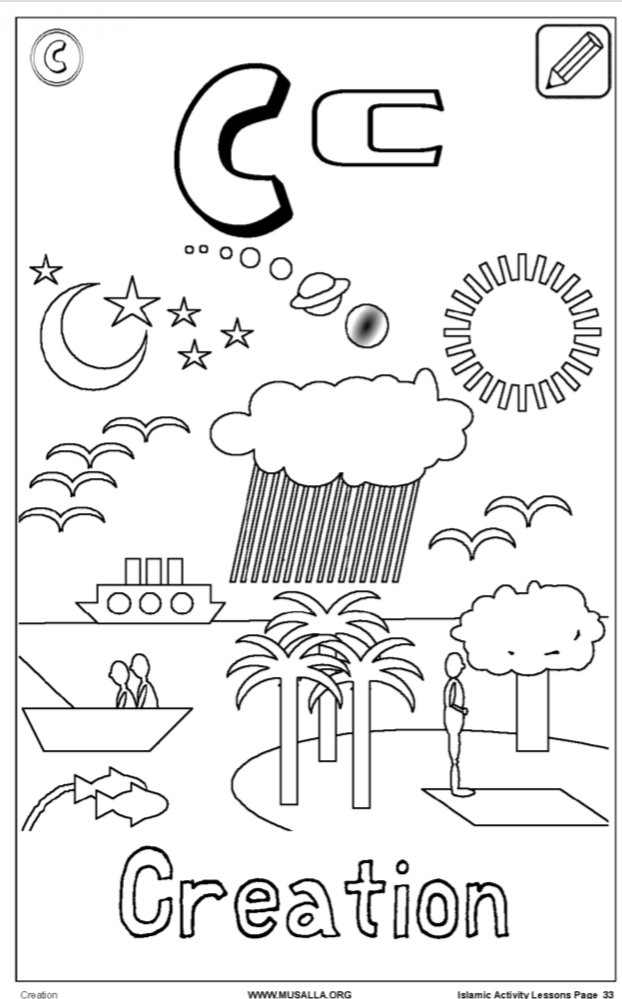 C
C c
Creation
Creation WWW.MUSALLA.ORG Islamic Activity Lessons Page 33